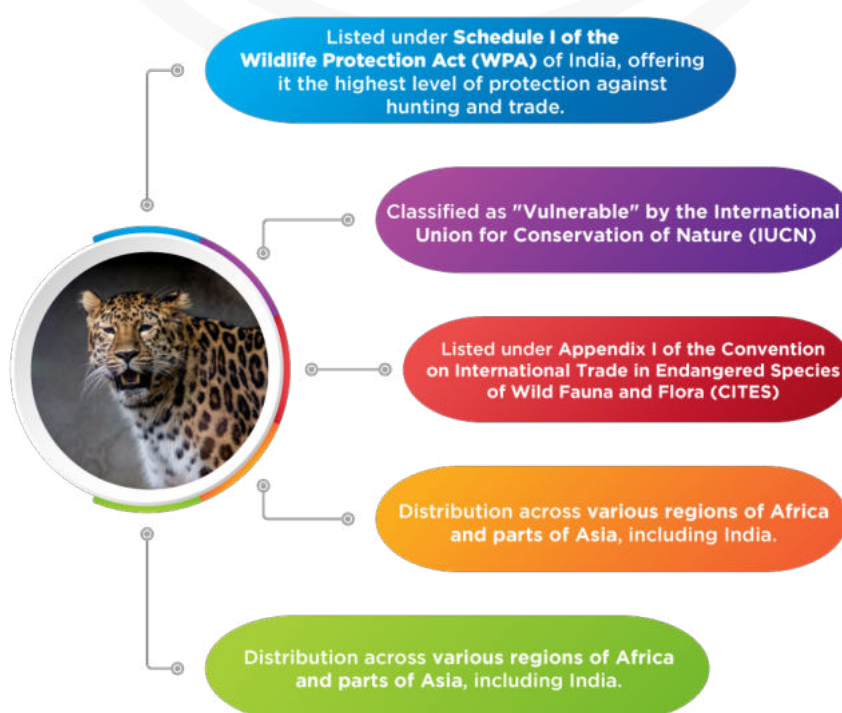 Listed under Schedule I of the
Wildlife Protection Act (WPA) of India, offering
it the highest level of protection against
hunting and trade.
Classified as "Vulnerable" by the International
Union for Conservation of Nature (IUCN)
Listed under Appendix I of the Convention
on International Trade in Endangered Species
of Wild Fauna and Flora (CITES)
Distribution across various regions of Africa
and parts of Asia, including India.
Distribution across various regions of Africa
and parts of Asia, including India.